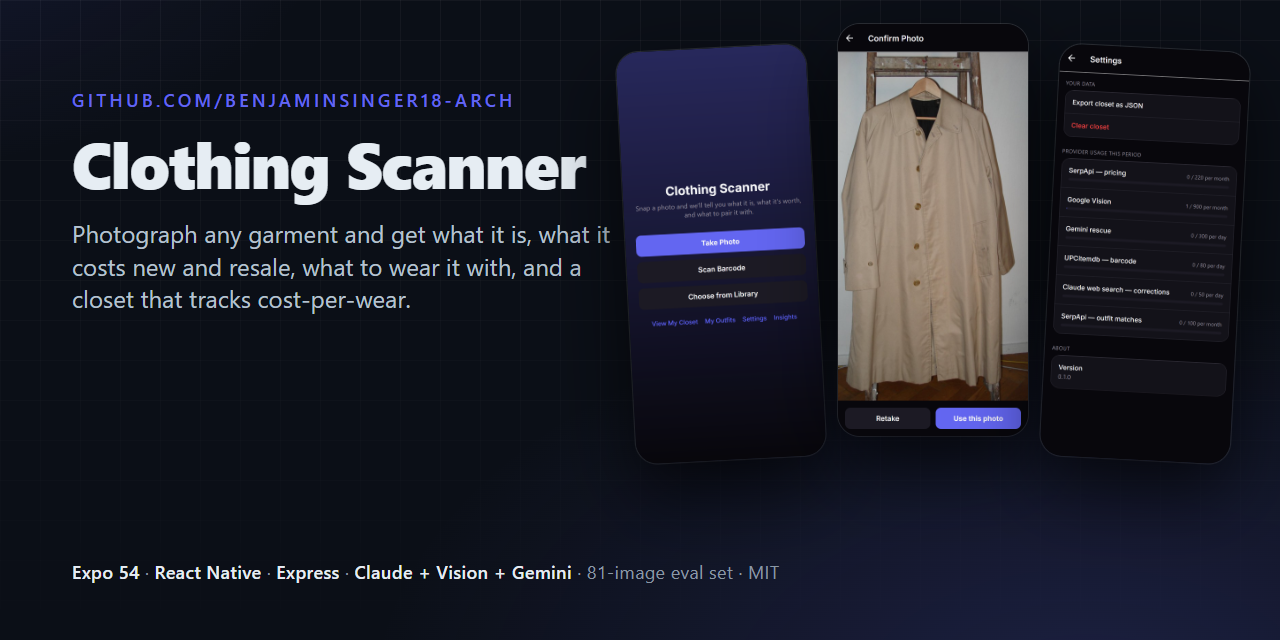 GITHUB.COM/BENJAMINSINGER18-ARCH
Clothing Scanner
Photograph any garment and get what it is, what it
costs new and resale, what to wear it with, and a
closet that tracks cost-per-wear.
Expo 54 · React Native · Express · Claude + Vision + Gemini · 81-image eval set · MIT
Clothing Scanner
Snap a photo and we'll tell you what it is, what it's worth,
and what to pair it with.
Take Photo
Scan Barcode
Choose from Library
View My Closet My Outfits Settings Insights
Confirm Photo
Retake Use this photo
Settings
YOUR DATA
Export closet as JSON
Clear closet
PROVIDER USAGE THIS PERIOD
SerpApi — pricing 0 / 220 per month
Google Vision 1 / 900 per month
Gemini rescue 0 / 300 per day
UPCitemdb — barcode 0 / 80 per day
Claude web search — corrections 0 / 50 per day
SerpApi — outfit matches 0 / 100 per month
ABOUT
Version
0.1.0